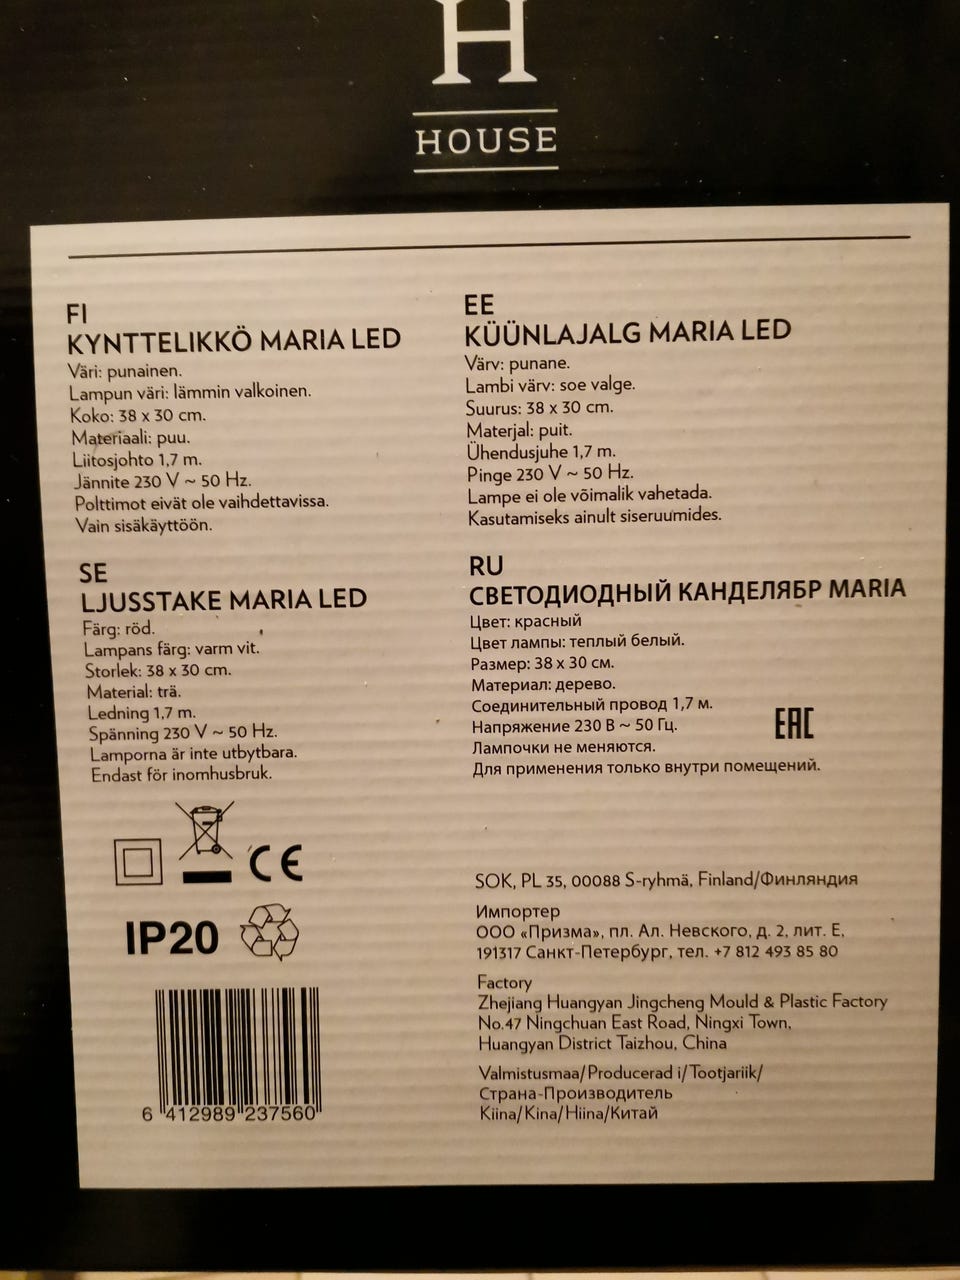 H
HOUSE
FI
KYNTTELIKKÖ MARIA LED
Väri: punainen.
Lampun väri: lämmin valkoinen.
Koko: 38 x 30 cm.
Materiaali: puu.
Liitosjohto 1,7 m.
Jännite 230 V ~ 50 Hz.
Polttimot eivät ole vaihdettavissa.
Vain sisäkäyttöön.
EE
KÜÜNLAJALG MARIA LED
Värv: punane.
Lambi värv: soe valge.
Suurus: 38 x 30 cm.
Materjal: puit.
Ühendusjuhe 1,7 m.
Pinge 230 V ~ 50 Hz.
Lampe ei ole võimalik vahetada.
Kasutamiseks ainult siseruumides.
SE
LJUSSTAKE MARIA LED
Färg: röd.
Lampans färg: varm vit.
Storlek: 38 x 30 cm.
Material: trä.
Ledning 1,7 m.
Spänning 230 V ~ 50 Hz.
Lamporna är inte utbytbara.
Endast för inomhusbruk.
RU
СВЕТОДИОДНЫЙ КАНДЕЛЯБР MARIA
Цвет: красный
Цвет лампы: теплый белый.
Размер: 38 x 30 см.
Материал: дерево.
Соединительный провод 1,7 м.
Напряжение 230 В ~ 50 Гц.
Лампочки не меняются.
Для применения только внутри помещений.
EAC
CE
IP20
6 412989 237560
SOK, PL 35, 00088 S-ryhmä, Finland/Финляндия
Импортер
ООО «Призма», пл. Ал. Невского, д. 2, лит. Е,
191317 Санкт-Петербург, тел. +7 812 493 85 80
Factory
Zhejiang Huangyan Jingcheng Mould & Plastic Factory
No.47 Ningchuan East Road, Ningxi Town,
Huangyan District Taizhou, China
Valmistusmaa/Producerad i/Tootjariik/
Страна-Производитель
Kiina/Kina/Hiina/Китай